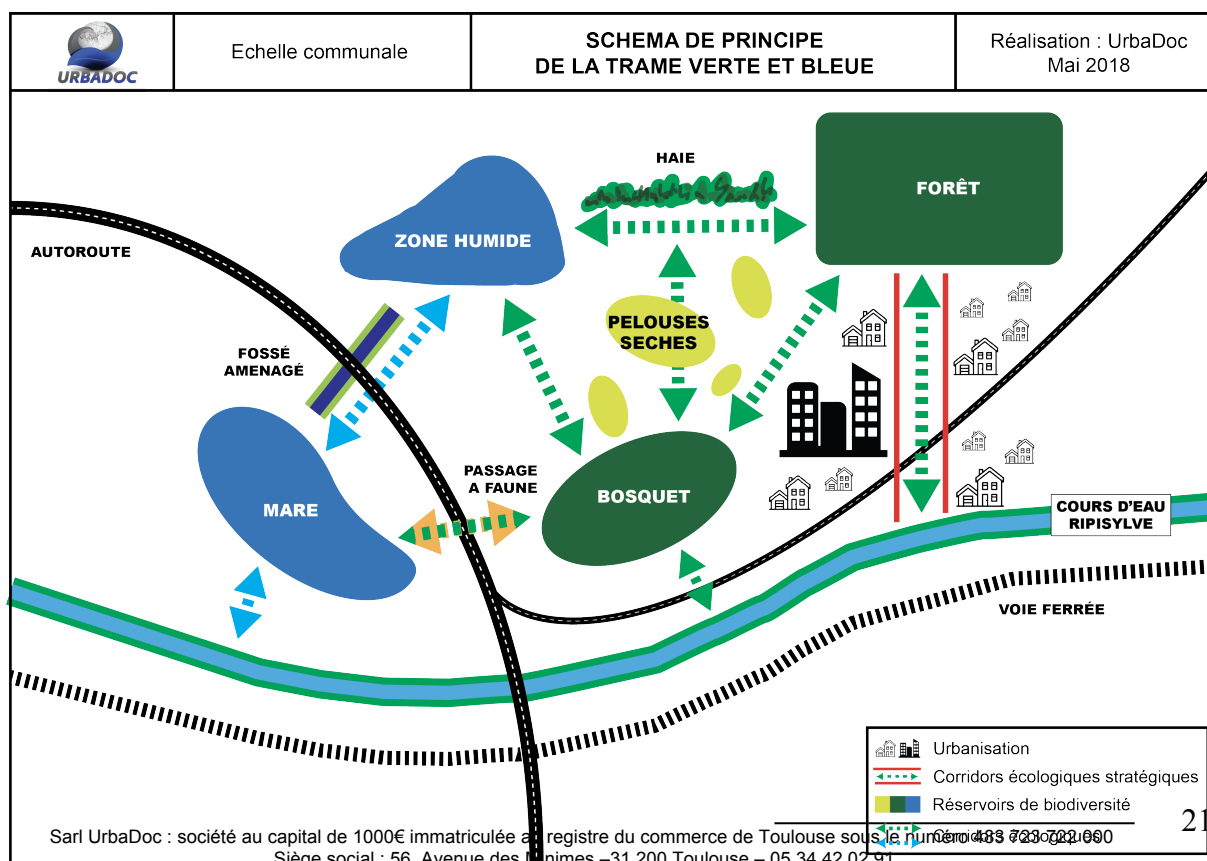 URBADOC
Echelle communale
SCHEMA DE PRINCIPE
DE LA TRAME VERTE ET BLEUE
Réalisation : UrbaDoc
Mai 2018
HAIE
FORÊT
ZONE HUMIDE
AUTOROUTE
PELOUSES
SECHES
FOSSÉ
AMENAGÉ
PASSAGE
A FAUNE
BOSQUET
MARE
COURS D'EAU
RIPISYLVE
VOIE FERRÉE
Urbanisation
Corridors écologiques stratégiques
Réservoirs de biodiversité
Corridors écologiques
21
Sarl UrbaDoc : société au capital de 1000€ immatriculée au registre du commerce de Toulouse sous le numéro 483 723 722 000
Siège social : 56, Avenue des Minimes –31 200 Toulouse – 05 34 42 02 91